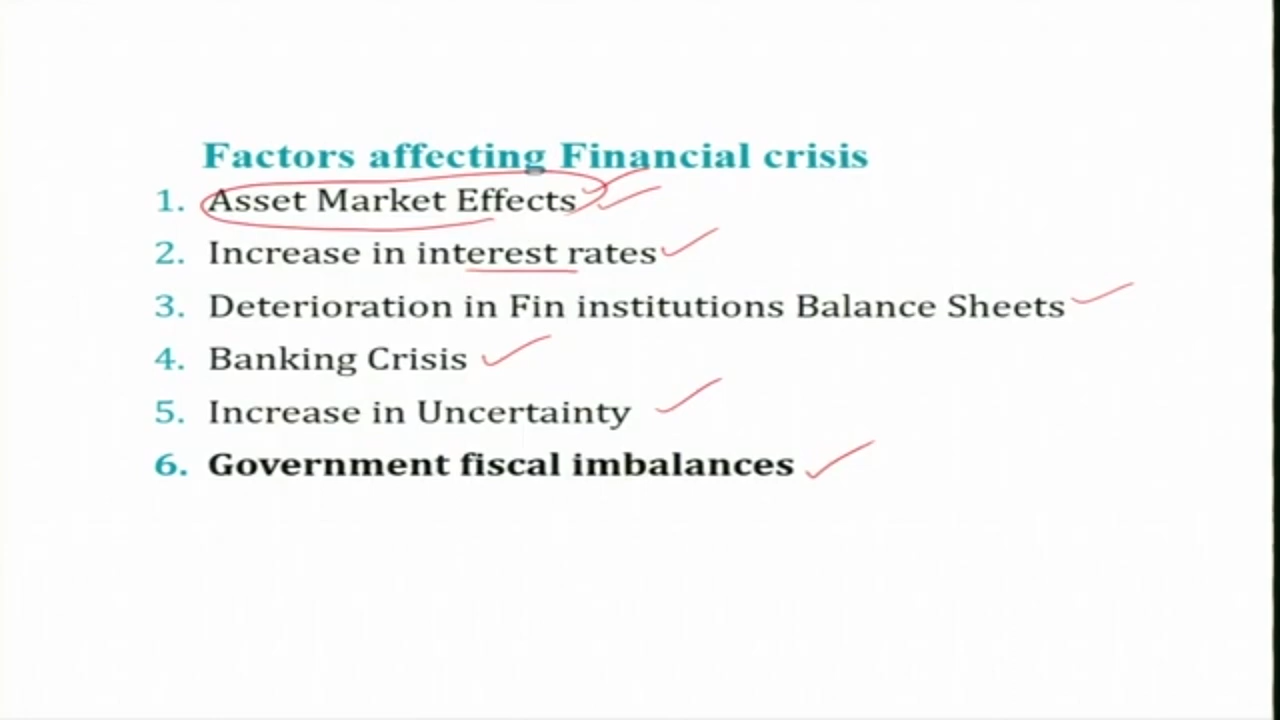 Factors affecting Financial crisis
1. Asset Market Effects
2. Increase in interest rates
3. Deterioration in Fin institutions Balance Sheets
4. Banking Crisis
5. Increase in Uncertainty
6. Government fiscal imbalances